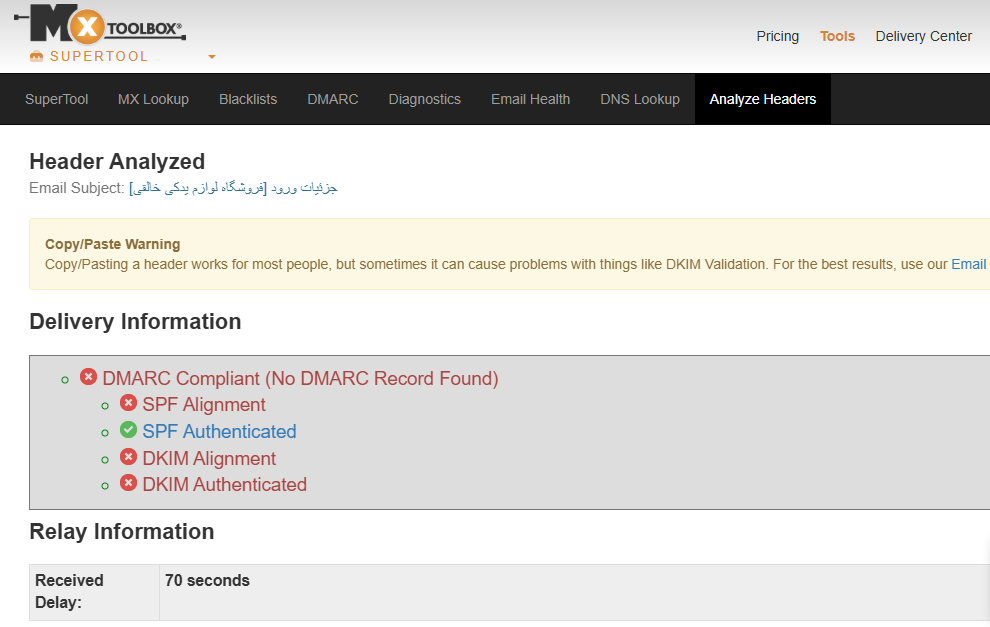 MX TOOLBOX®
SUPERTOOL
Pricing Tools Delivery Center
SuperTool MX Lookup Blacklists DMARC Diagnostics Email Health DNS Lookup Analyze Headers
Header Analyzed
Email Subject: جزئیات ورود [فروشگاه لوازم یدکی خالقی]
Copy/Paste Warning
Copy/Pasting a header works for most people, but sometimes it can cause problems with things like DKIM Validation. For the best results, use our Email
Delivery Information
DMARC Compliant (No DMARC Record Found)
SPF Alignment
SPF Authenticated
DKIM Alignment
DKIM Authenticated
Relay Information
Received 70 seconds
Delay: